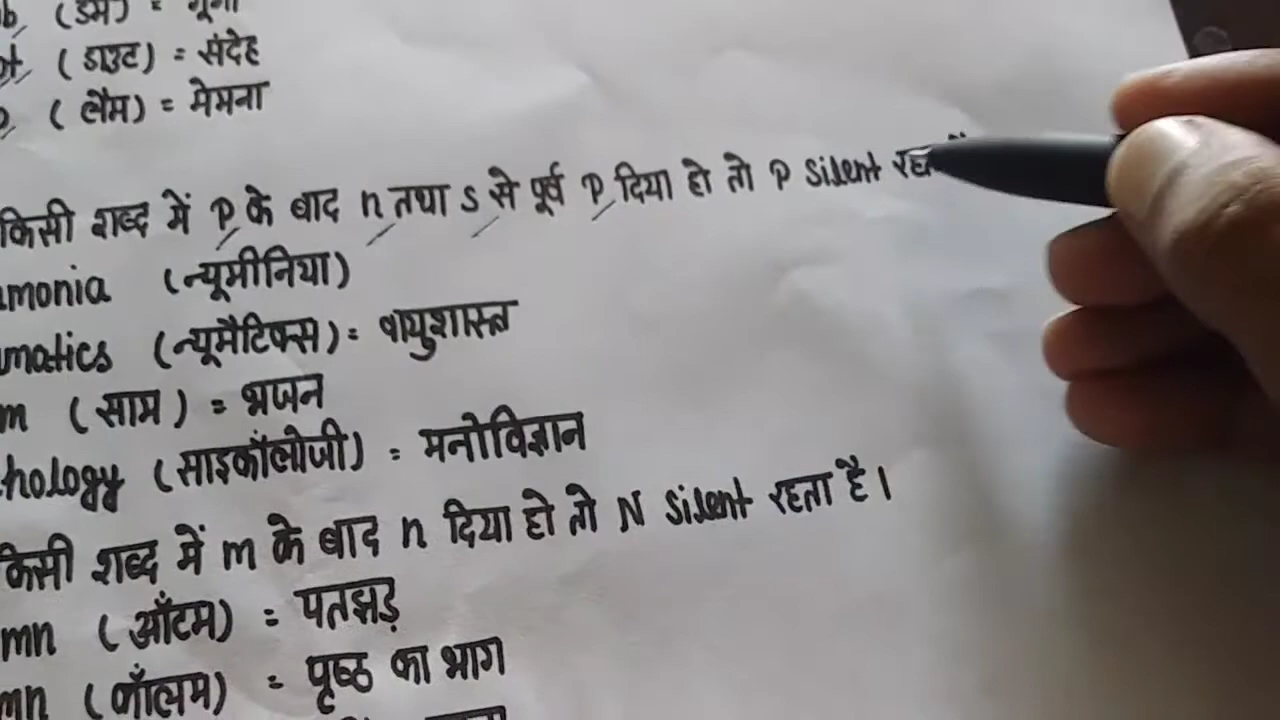 (डम) = गूंगा
(डाउट) = संदेह
(लैम) = मेमना
किसी शब्द में P के बाद n तथा s से पूर्व P दिया हो तो P silent
monia (न्यूमीनिया)
matics (न्यूमैटिक्स) = वायुशास्त्र
m (साम) = भजन
hology (साइकॉलोजी) = मनोविज्ञान
किसी शब्द में m के बाद n दिया हो तो N silent रहता है।
mn (ऑटम) = पतझड़
mn (कॉलम) = पृष्ठ का भाग